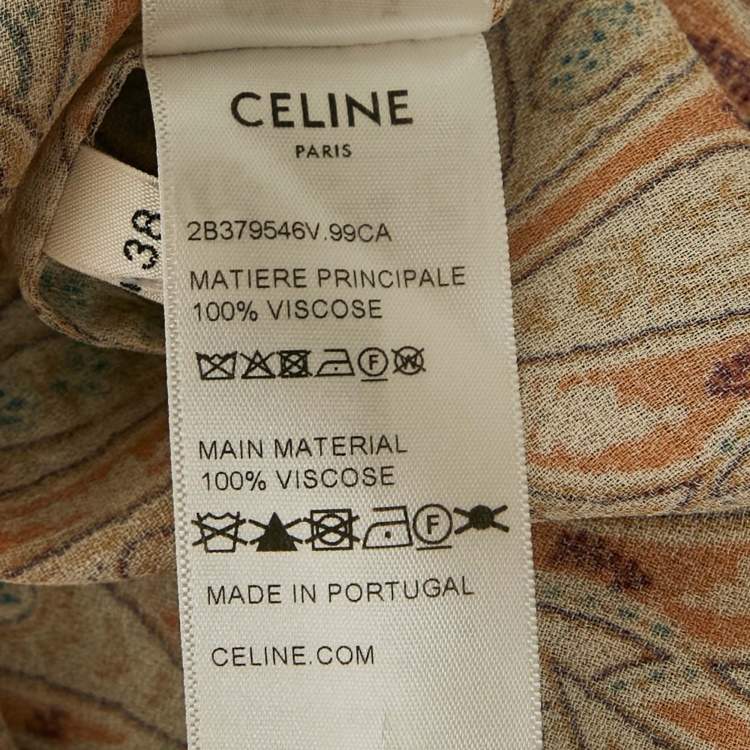 CELINE
PARIS
38
2B379546V.99CA
MATIERE PRINCIPALE
100% VISCOSE
F W
MAIN MATERIAL
100% VISCOSE
F
MADE IN PORTUGAL
CELINE.COM